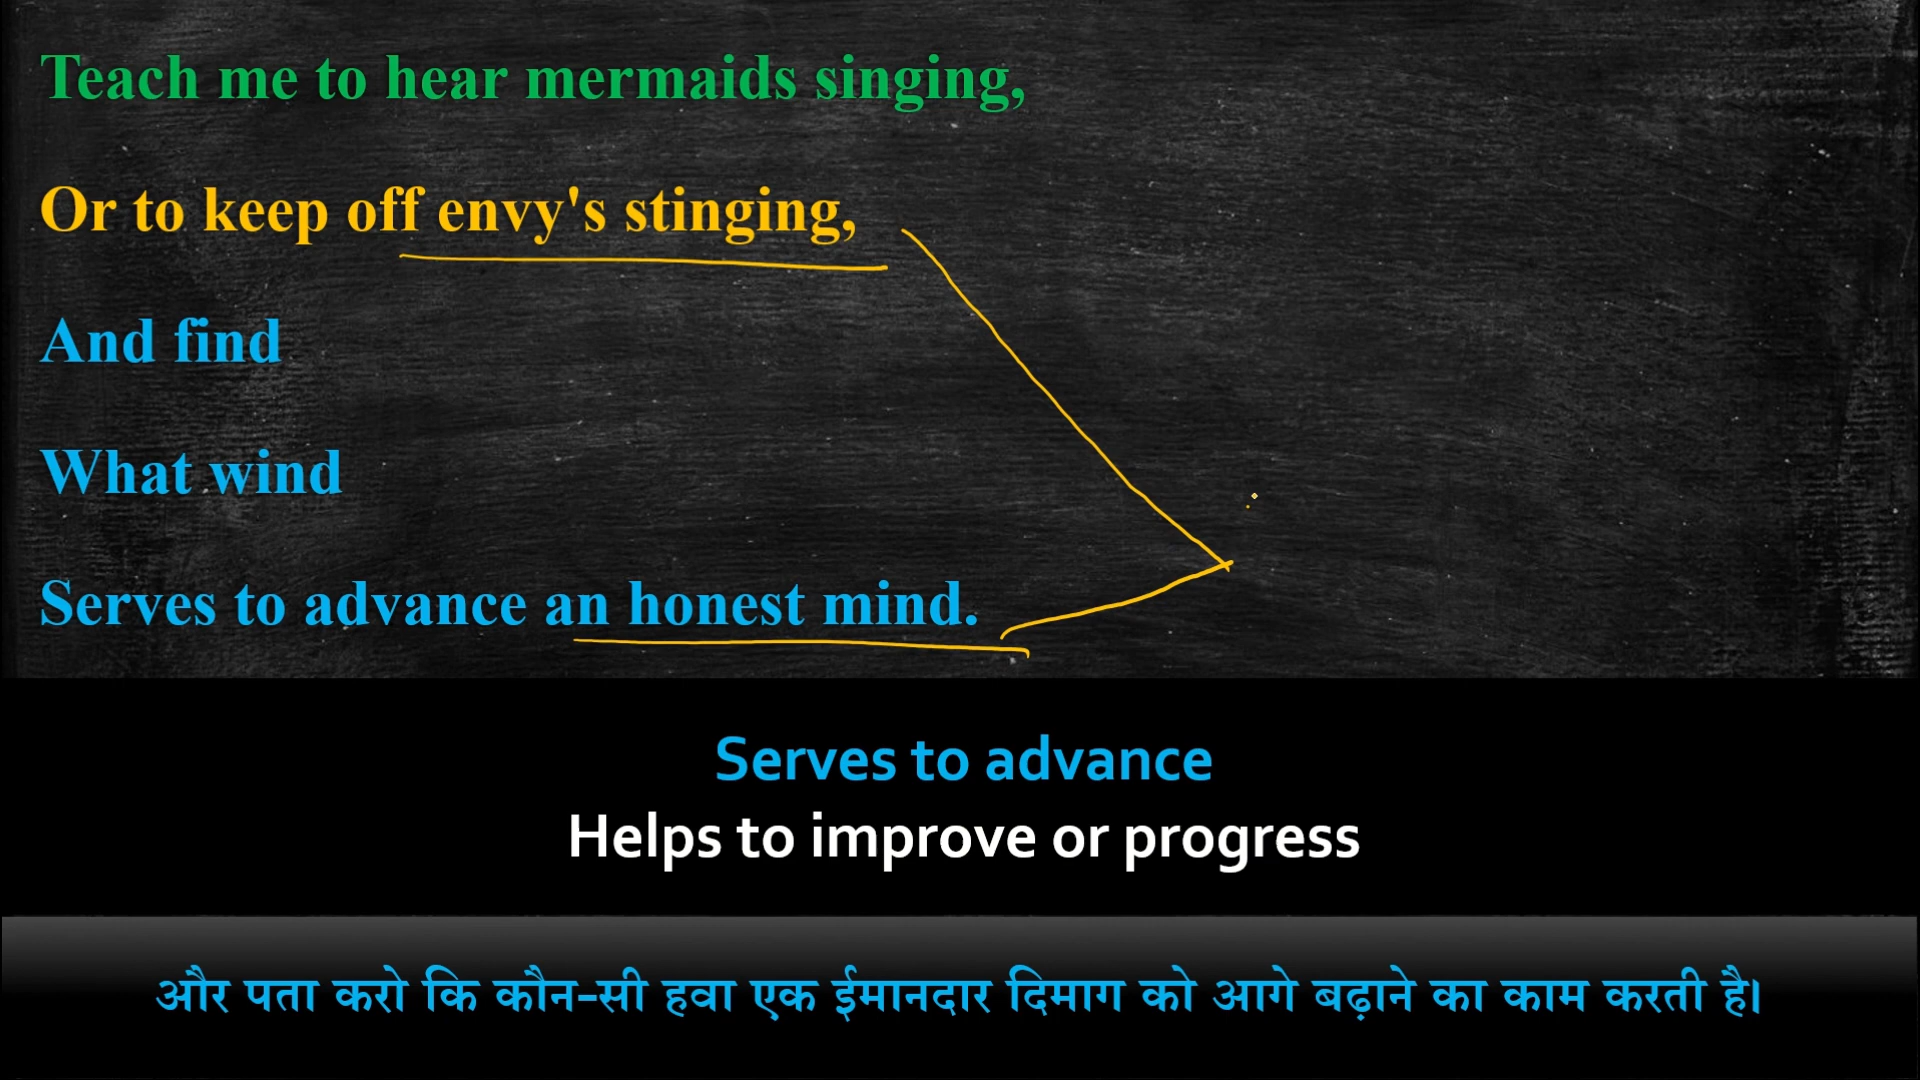 Teach me to hear mermaids singing,
Or to keep off envy's stinging,
And find
What wind
Serves to advance an honest mind.
Serves to advance
Helps to improve or progress
और पता करो कि कौन-सी हवा एक ईमानदार दिमाग को आगे बढ़ाने का काम करती है।